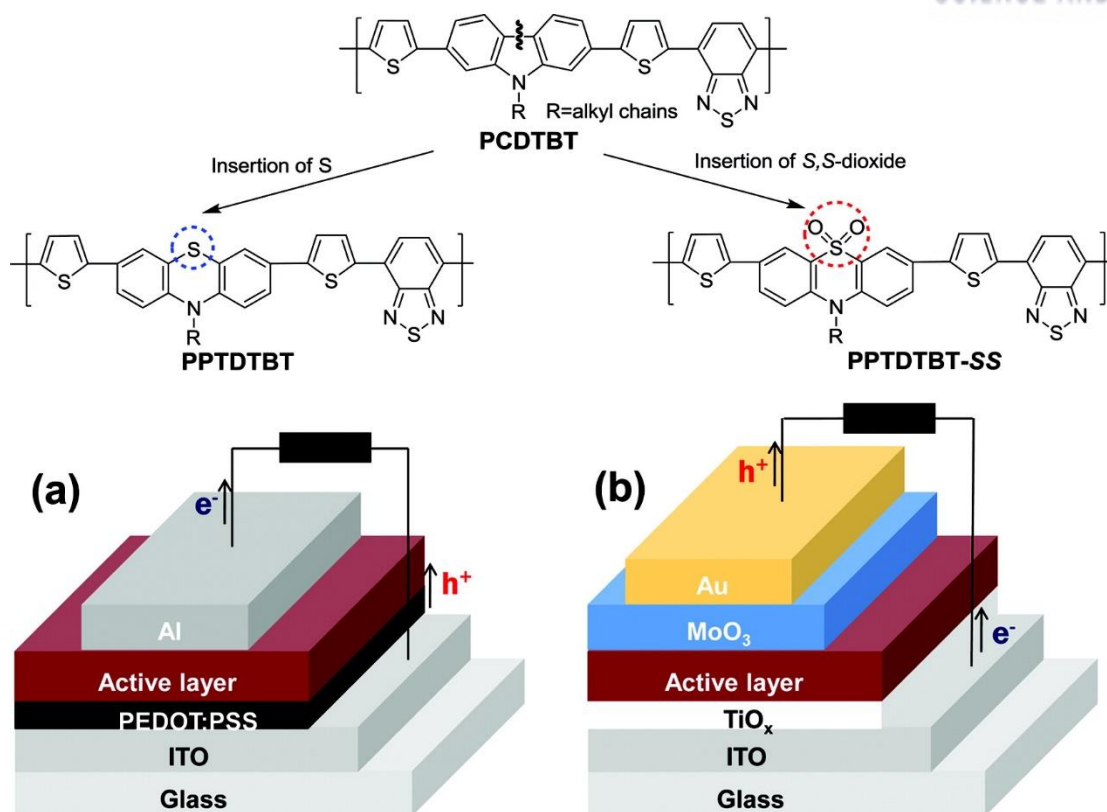 S
N
R
R=alkyl chains
S
N
S
N
PCDTBT
Insertion of S
Insertion of S,S-dioxide
S
S
N
R
S
N
S
N
PPTDTBT
O
O
S
S
N
R
S
N
S
N
PPTDTBT-SS
(a)
e-
h+
Al
Active layer
PEDOT:PSS
ITO
Glass
(b)
h+
e-
Au
MoO3
Active layer
TiOx
ITO
Glass